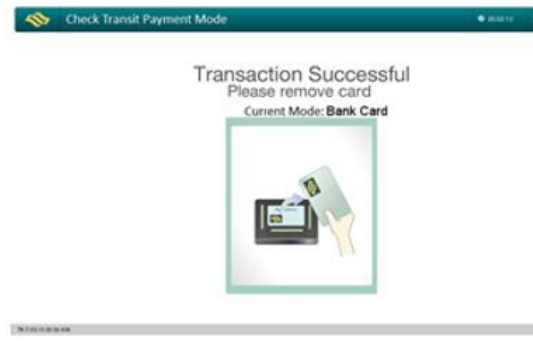 Check Transit Payment Mode
Transaction Successful
Please remove card
Current Mode: Bank Card